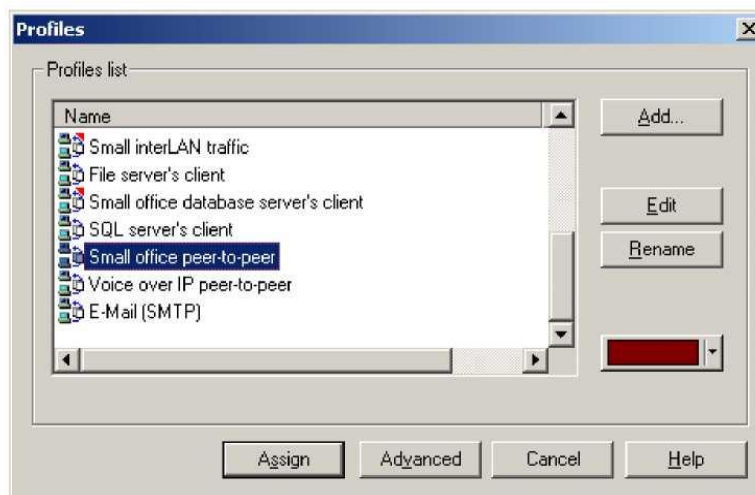 Profiles
Profiles list
Name
Add...
Small interLAN traffic
File server's client
Small office database server's client
Edit
SQL server's client
Small office peer-to-peer
Rename
Voice over IP peer-to-peer
E-Mail (SMTP)
Assign
Advanced
Cancel
Help